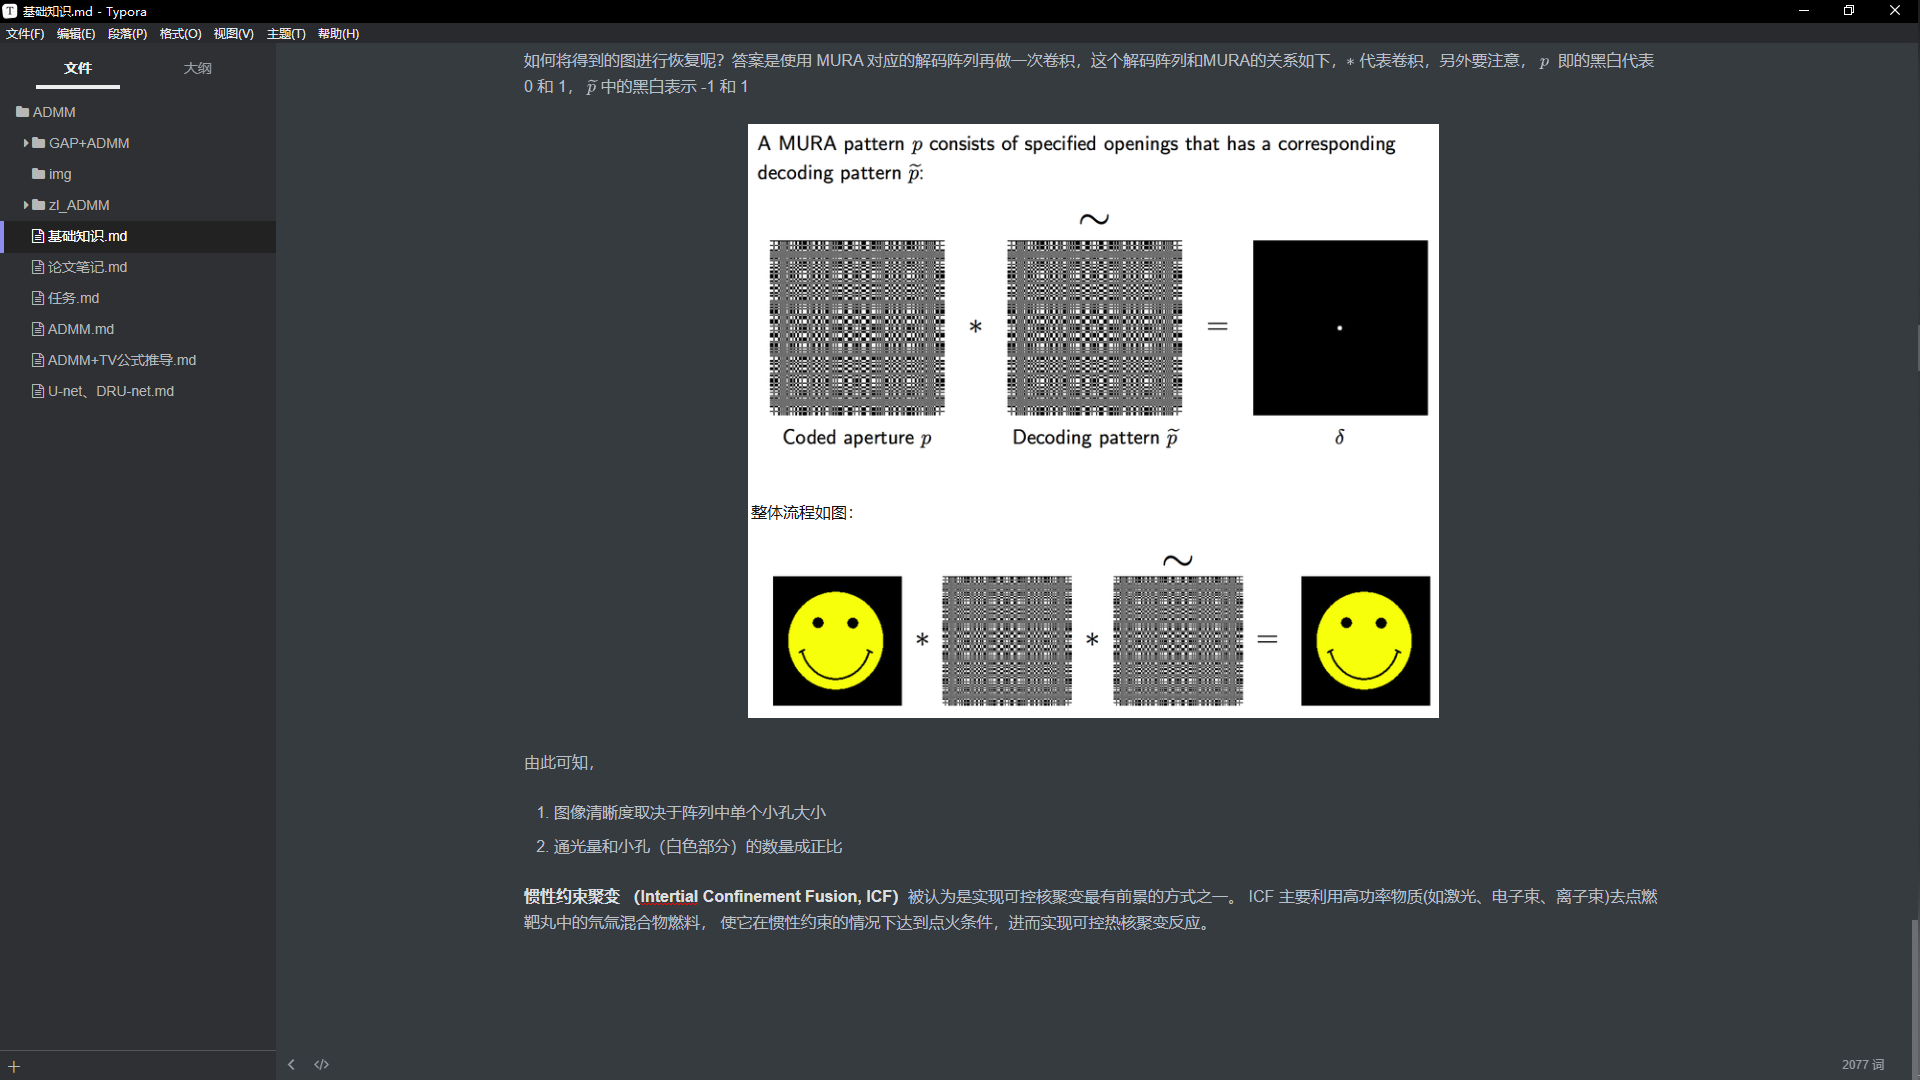 基础知识.md - Typora
文件(F) 编辑(E) 段落(P) 格式(O) 视图(V) 主题(T) 帮助(H)
文件 大纲
ADMM
GAP+ADMM
img
zl_ADMM
基础知识.md
论文笔记.md
任务.md
ADMM.md
ADMM+TV公式推导.md
U-net、DRU-net.md
如何将得到的图进行恢复呢？答案是使用 MURA 对应的解码阵列再做一次卷积，这个解码阵列和MURA的关系如下，* 代表卷积，另外要注意， p 即的黑白代表
0 和 1， p̃ 中的黑白表示 -1 和 1
A MURA pattern p consists of specified openings that has a corresponding
decoding pattern p̃:
~
* =
Coded aperture p Decoding pattern p̃ δ
整体流程如图：
~
* * =
由此可知，
1. 图像清晰度取决于阵列中单个小孔大小
2. 通光量和小孔（白色部分）的数量成正比
惯性约束聚变 （Intertial Confinement Fusion, ICF）被认为是实现可控核聚变最有前景的方式之一。 ICF 主要利用高功率物质(如激光、电子束、离子束)去点燃
靶丸中的氘氚混合物燃料， 使它在惯性约束的情况下达到点火条件，进而实现可控热核聚变反应。
2077 词